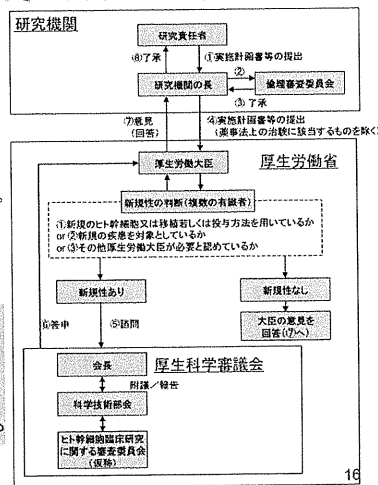 研究機関
研究責任者
⑧了承
①実施計画書等の提出
研究機関の長
②
倫理審査委員会
③了承
⑦意見
(回答)
④実施計画書等の提出
(薬事法上の治験に該当するものを除く)
厚生労働大臣
厚生労働省
新規性の判断(複数の有識者)
①新規のヒト幹細胞又は移植若しくは投与方法を用いているか
or ②新規の疾患を対象としているか
or ③その他厚生労働大臣が必要と認めているか
新規性あり
新規性なし
⑥答申
⑤諮問
大臣の意見を
回答(⑦へ)
会長
厚生科学審議会
附議/報告
科学技術部会
ヒト幹細胞臨床研究
に関する審査委員会
(仮称)
16